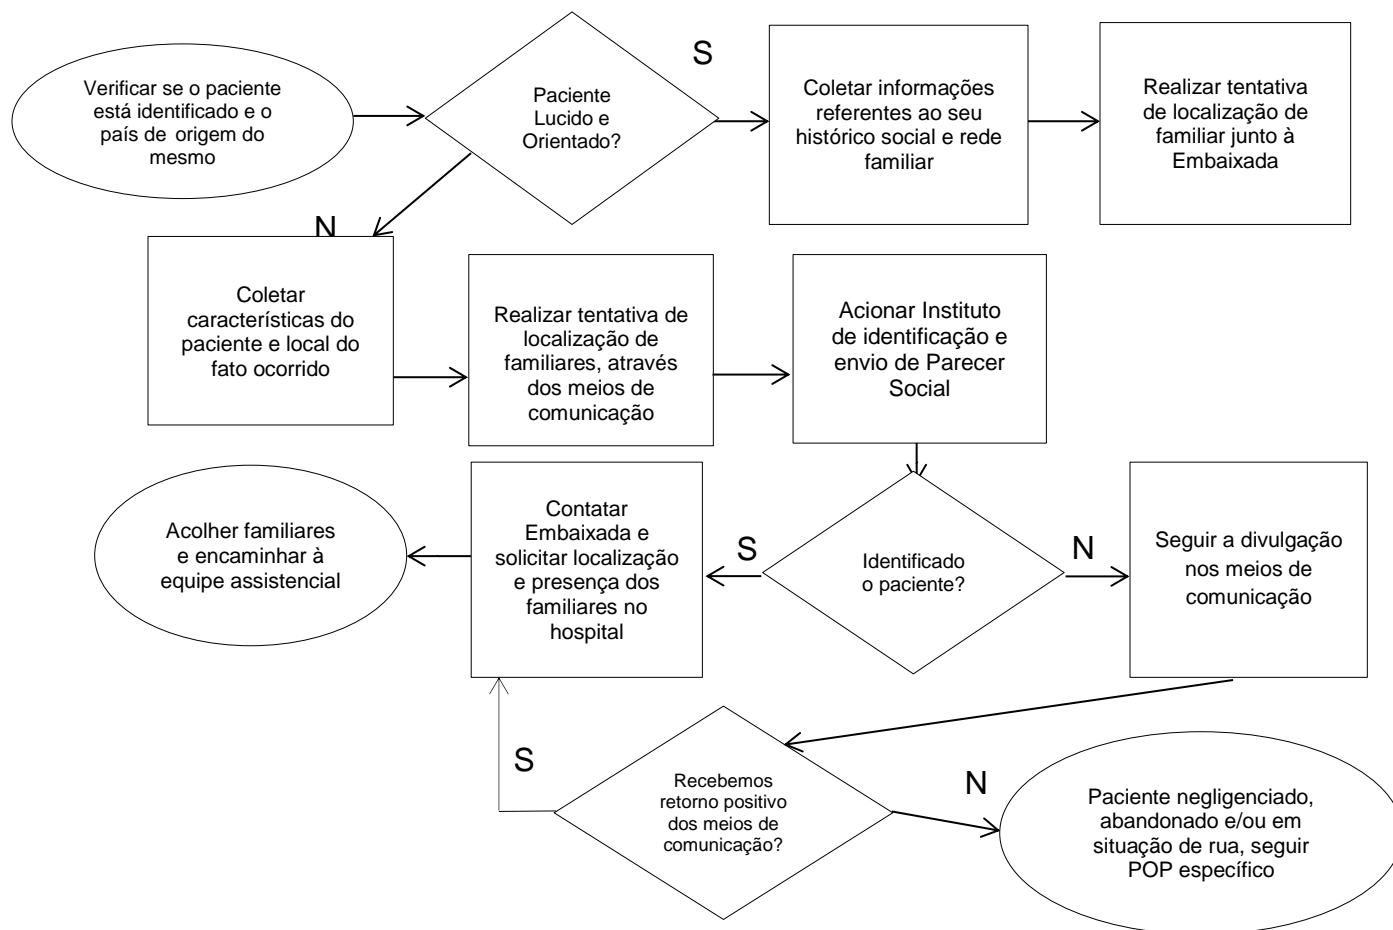 Verificar se o paciente
está identificado e o
país de origem do
mesmo
Paciente
Lucido e
Orientado?
S
Coletar informações
referentes ao seu
histórico social e rede
familiar
Realizar tentativa
de localização de
familiar junto à
Embaixada
N
Coletar
características do
paciente e local do
fato ocorrido
Realizar tentativa de
localização de
familiares, através
dos meios de
comunicação
Acionar Instituto
de identificação e
envio de Parecer
Social
Identificado
o paciente?
S
Contatar
Embaixada e
solicitar localização
e presença dos
familiares no
hospital
Acolher familiares
e encaminhar à
equipe assistencial
N
Seguir a divulgação
nos meios de
comunicação
Recebemos
retorno positivo
dos meios de
comunicação?
S
N
Paciente negligenciado,
abandonado e/ou em
situação de rua, seguir
POP específico